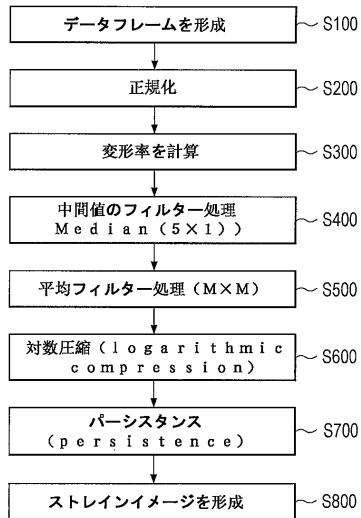 データフレームを形成 S100
正規化 S200
変形率を計算 S300
中間値のフィルター処理
Median(5×1)) S400
平均フィルター処理(M×M) S500
対数圧縮(logarithmic
compression) S600
パーシスタンス
(persistence) S700
ストレインイメージを形成 S800